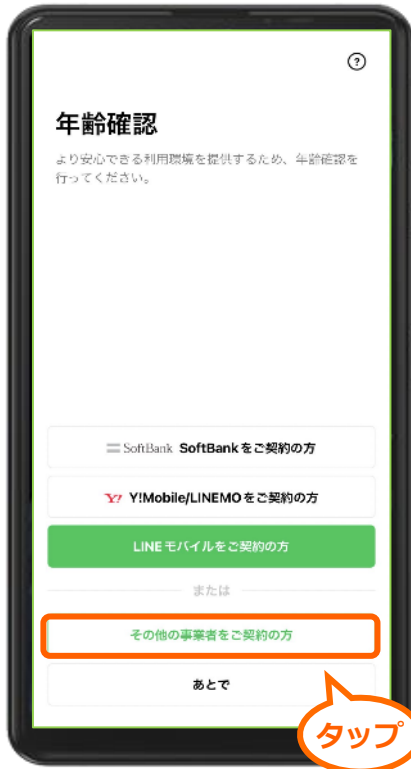 ?
年齢確認
より安心できる利用環境を提供するため、年齢確認を
行ってください。
SoftBank SoftBankをご契約の方
Y! Y!Mobile/LINEMOをご契約の方
LINEモバイルをご契約の方
または
その他の事業者をご契約の方
あとで
タップ